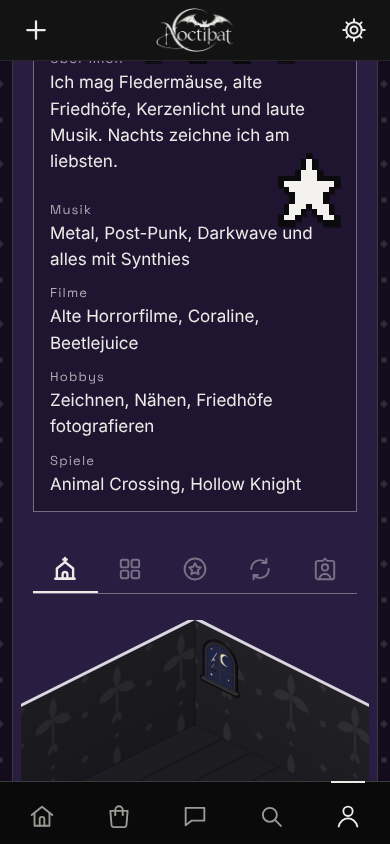 Noctibat
Über mich
Ich mag Fledermäuse, alte
Friedhöfe, Kerzenlicht und laute
Musik. Nachts zeichne ich am
liebsten.
Musik
Metal, Post-Punk, Darkwave und
alles mit Synthies
Filme
Alte Horrorfilme, Coraline,
Beetlejuice
Hobbys
Zeichnen, Nähen, Friedhöfe
fotografieren
Spiele
Animal Crossing, Hollow Knight